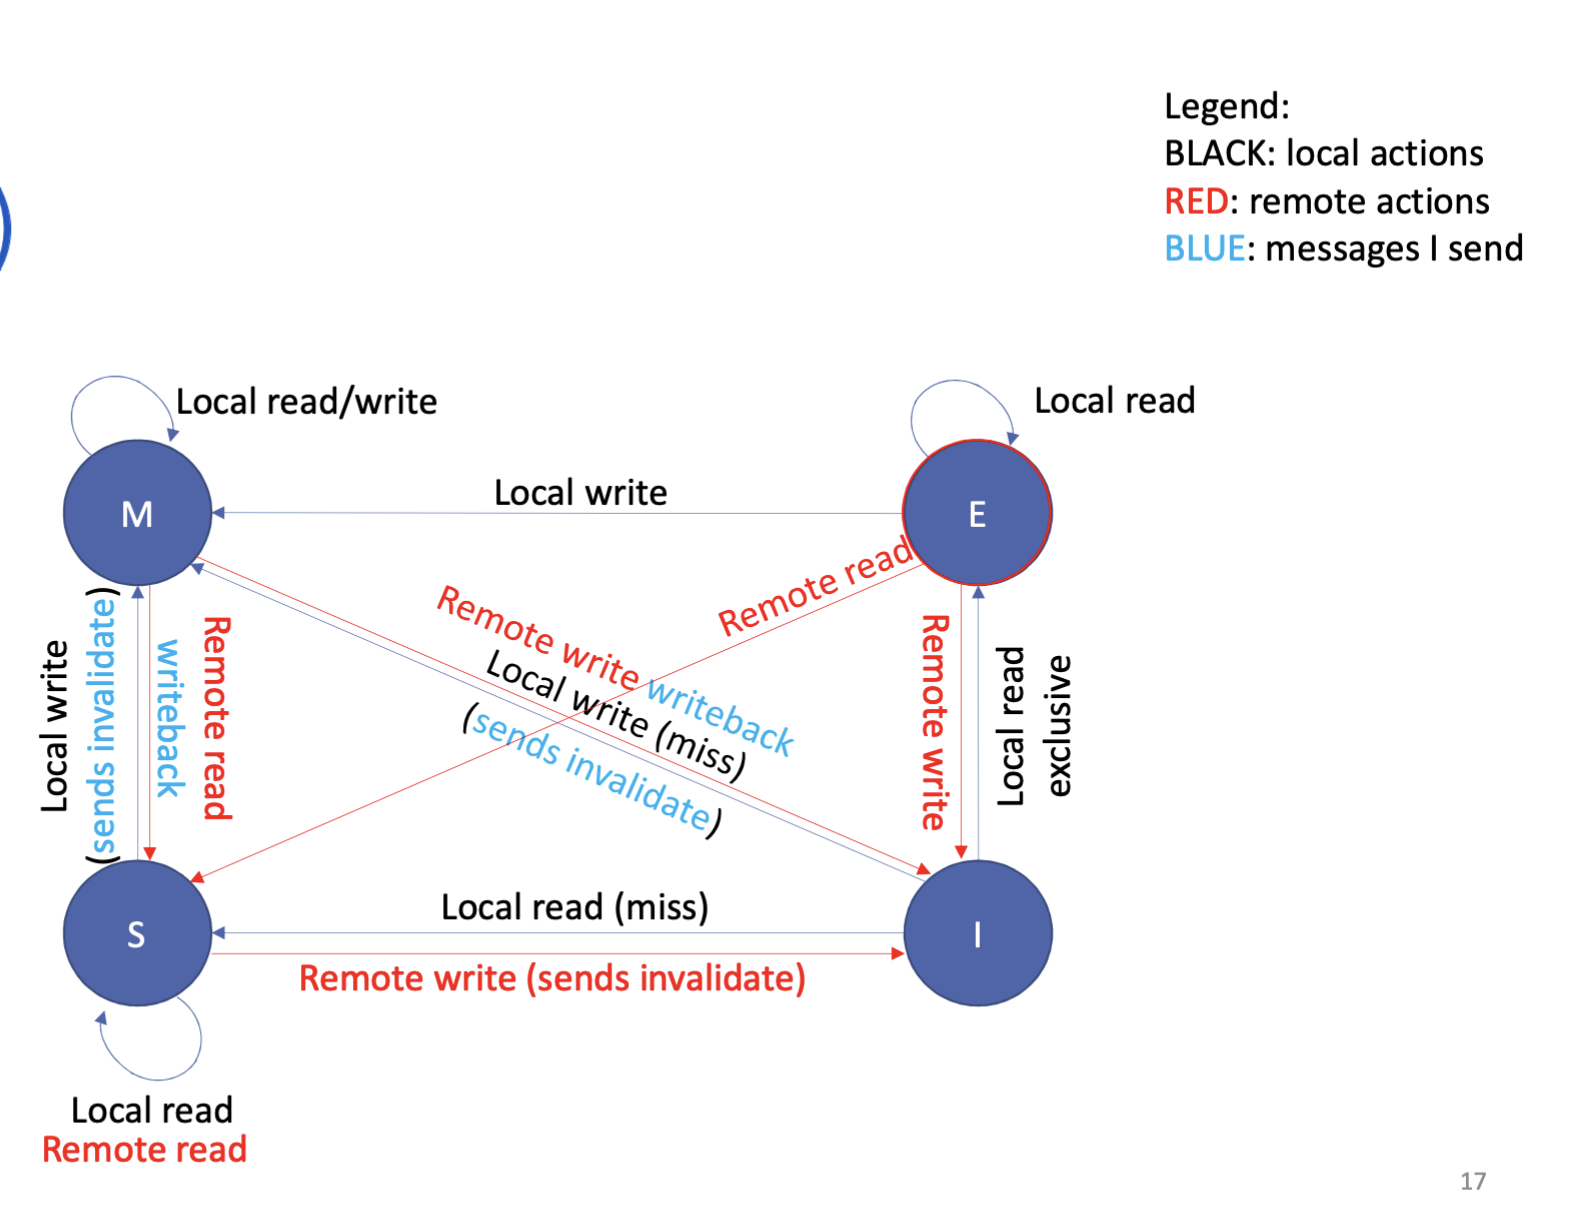 Legend:
BLACK: local actions
RED: remote actions
BLUE: messages I send
Local read/write
Local read
M
Local write
E
Remote read
Remote write writeback
Local write (miss)
(sends invalidate)
Local write
(sends invalidate)
writeback
Remote read
Remote write
Local read
exclusive
Local read (miss)
S
I
Remote write (sends invalidate)
Local read
Remote read
17